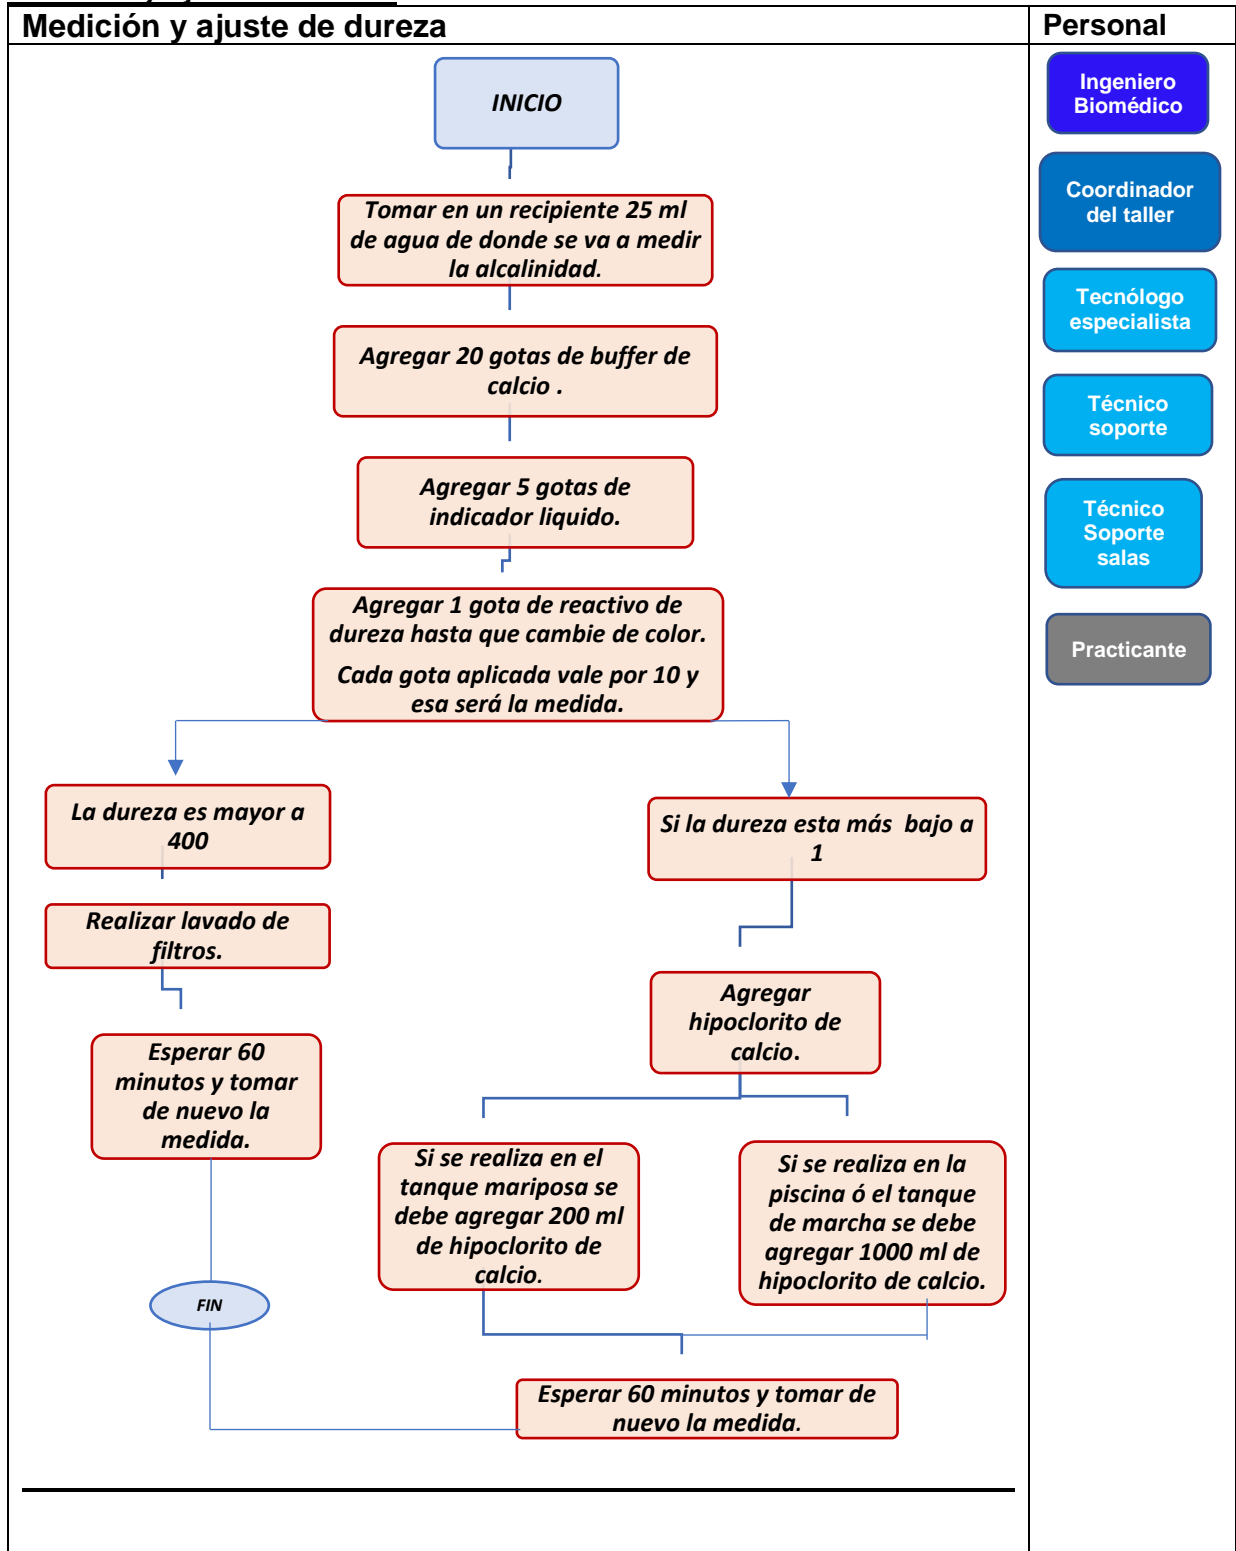 Medición y ajuste de dureza
Personal
INICIO
Tomar en un recipiente 25 ml
de agua de donde se va a medir
la alcalinidad.
Agregar 20 gotas de buffer de
calcio .
Agregar 5 gotas de
indicador liquido.
Agregar 1 gota de reactivo de
dureza hasta que cambie de color.
Cada gota aplicada vale por 10 y
esa será la medida.
La dureza es mayor a
400
Si la dureza esta más bajo a
1
Realizar lavado de
filtros.
Agregar
hipoclorito de
calcio.
Esperar 60
minutos y tomar
de nuevo la
medida.
Si se realiza en el
tanque mariposa se
debe agregar 200 ml
de hipoclorito de
calcio.
Si se realiza en la
piscina ó el tanque
de marcha se debe
agregar 1000 ml de
hipoclorito de calcio.
FIN
Esperar 60 minutos y tomar de
nuevo la medida.
Ingeniero
Biomédico
Coordinador
del taller
Tecnólogo
especialista
Técnico
soporte
Técnico
Soporte
salas
Practicante